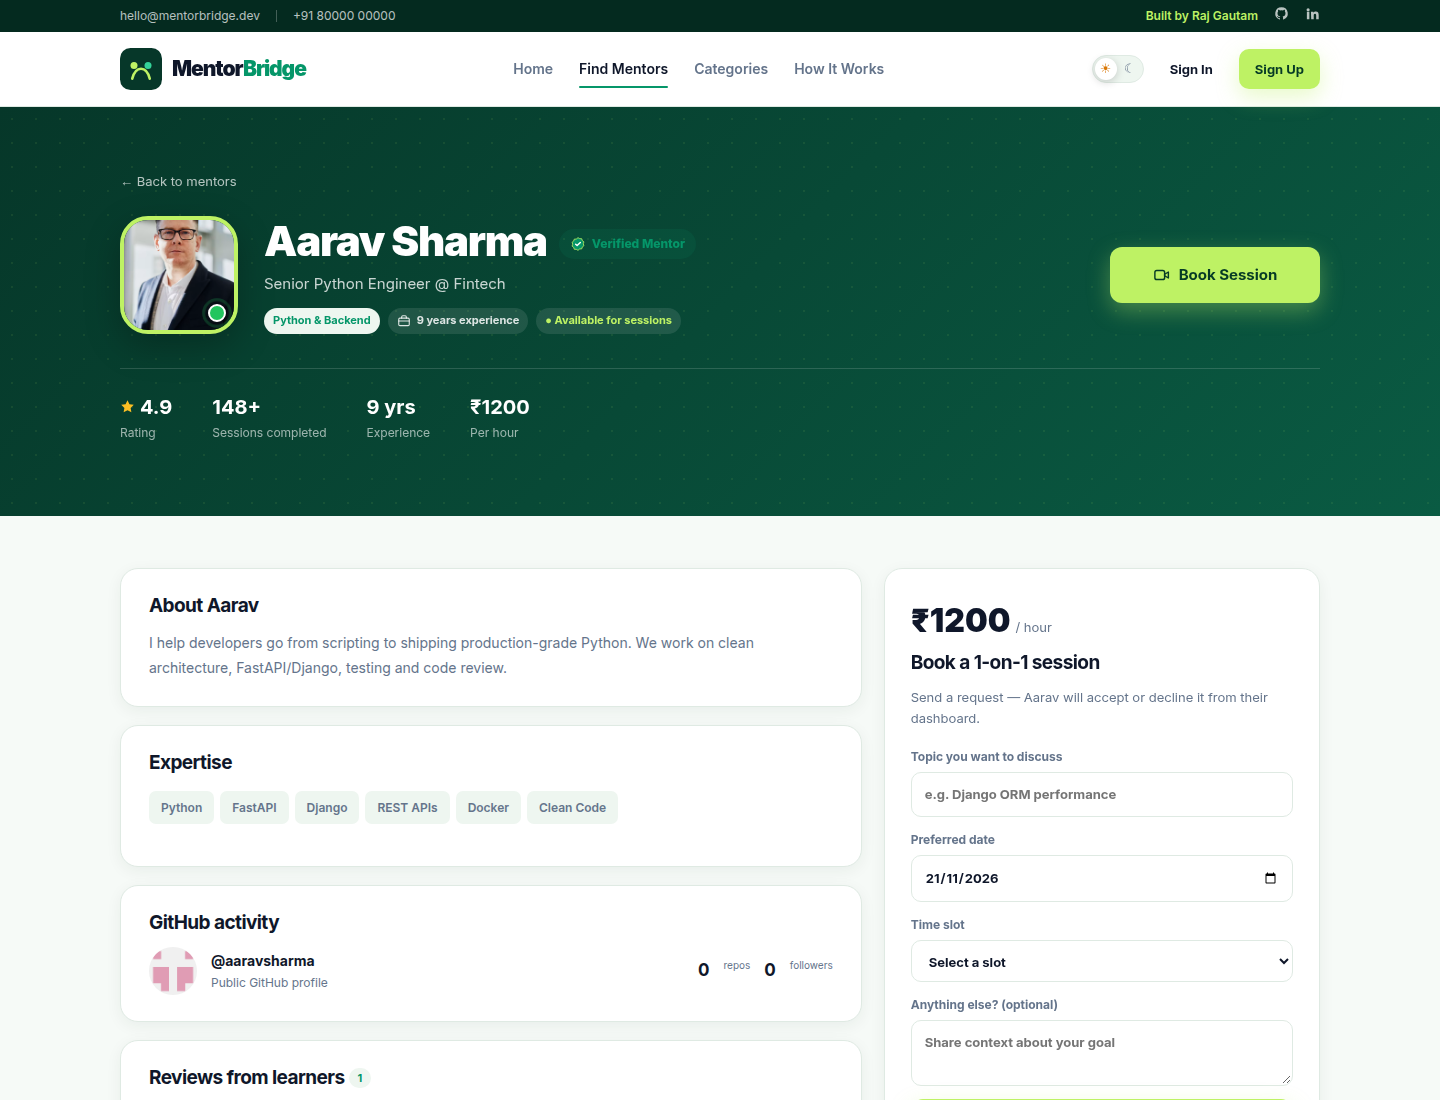 hello@mentorbridge.dev
+91 80000 00000
Built by Raj Gautam
MentorBridge
Home
Find Mentors
Categories
How It Works
Sign In
Sign Up
← Back to mentors
Aarav Sharma
Verified Mentor
Senior Python Engineer @ Fintech
Python & Backend
9 years experience
● Available for sessions
Book Session
4.9
Rating
148+
Sessions completed
9 yrs
Experience
₹1200
Per hour
About Aarav
I help developers go from scripting to shipping production-grade Python. We work on clean
architecture, FastAPI/Django, testing and code review.
Expertise
Python
FastAPI
Django
REST APIs
Docker
Clean Code
GitHub activity
@aaravsharma
Public GitHub profile
0 repos
0 followers
Reviews from learners 1
₹1200 / hour
Book a 1-on-1 session
Send a request — Aarav will accept or decline it from their
dashboard.
Topic you want to discuss
e.g. Django ORM performance
Preferred date
21/11/2026
Time slot
Select a slot
Anything else? (optional)
Share context about your goal